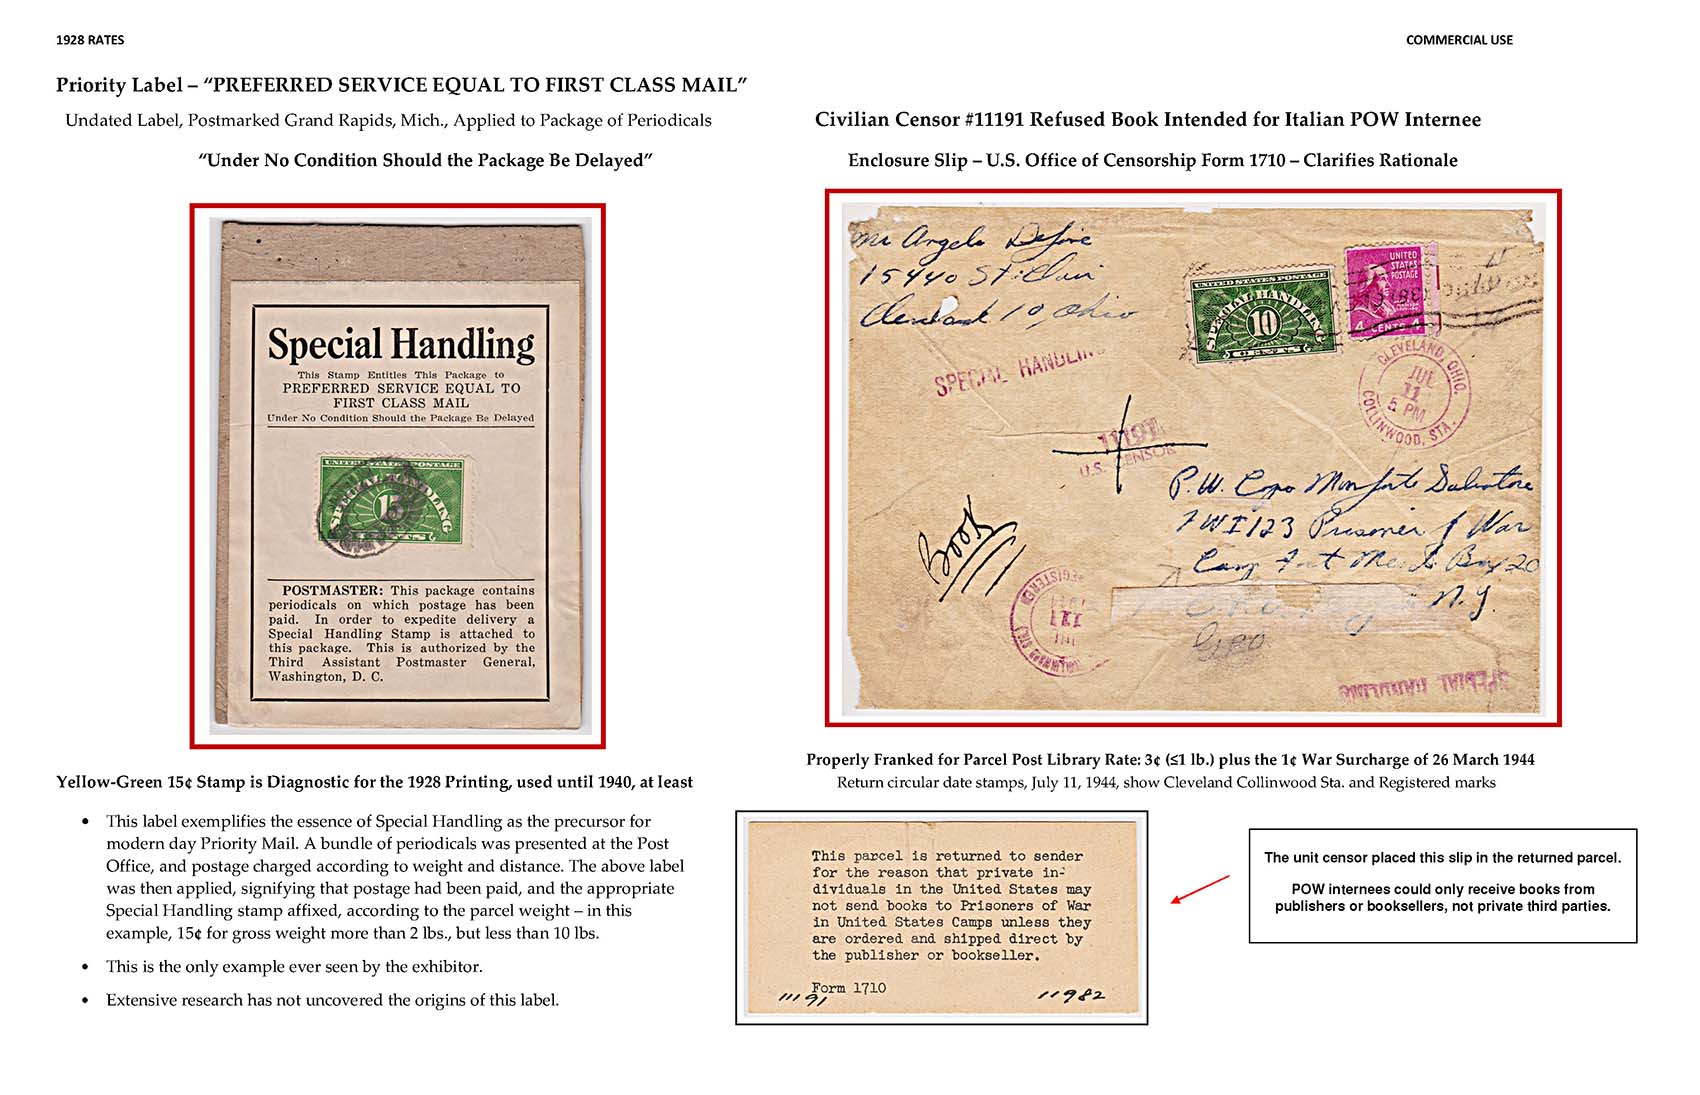 1928 RATES
COMMERCIAL USE
Priority Label – “PREFERRED SERVICE EQUAL TO FIRST CLASS MAIL”
Undated Label, Postmarked Grand Rapids, Mich., Applied to Package of Periodicals
“Under No Condition Should the Package Be Delayed”
Special Handling
This Stamp Entitles This Package to
PREFERRED SERVICE EQUAL TO
FIRST CLASS MAIL
Under No Condition Should the Package Be Delayed
UNITED STATES POSTAGE
SPECIAL HANDLING
15
CENTS
POSTMASTER: This package contains
periodicals on which postage has been
paid. In order to expedite delivery a
Special Handling Stamp is attached to
this package. This is authorized by the
Third Assistant Postmaster General,
Washington, D. C.
Yellow-Green 15¢ Stamp is Diagnostic for the 1928 Printing, used until 1940, at least
• This label exemplifies the essence of Special Handling as the precursor for
modern day Priority Mail. A bundle of periodicals was presented at the Post
Office, and postage charged according to weight and distance. The above label
was then applied, signifying that postage had been paid, and the appropriate
Special Handling stamp affixed, according to the parcel weight – in this
example, 15¢ for gross weight more than 2 lbs., but less than 10 lbs.
• This is the only example ever seen by the exhibitor.
• Extensive research has not uncovered the origins of this label.
Civilian Censor #11191 Refused Book Intended for Italian POW Internee
Enclosure Slip – U.S. Office of Censorship Form 1710 – Clarifies Rationale
Mr Angelo
15440 St. Clair
Cleveland 10, Ohio
UNITED STATES POSTAGE
SPECIAL HANDLING
10
CENTS
UNITED
STATES
POSTAGE
4 CENTS 4
SPECIAL HANDLING
CLEVELAND, OHIO.
JUL
11
5 PM
COLLINWOOD, STA.
11191
U.S. CENSOR
P.W. Monforte Salvatore
Prisoner of War
Camp Box 20
N.Y.
Book
REGISTERED
JUL
11
COLLINWOOD STA.
SPECIAL HANDLING
Properly Franked for Parcel Post Library Rate: 3¢ (≤1 lb.) plus the 1¢ War Surcharge of 26 March 1944
Return circular date stamps, July 11, 1944, show Cleveland Collinwood Sta. and Registered marks
This parcel is returned to sender
for the reason that private in-
dividuals in the United States may
not send books to Prisoners of War
in United States Camps unless they
are ordered and shipped direct by
the publisher or bookseller.
Form 1710
11191
11982
The unit censor placed this slip in the returned parcel.
POW internees could only receive books from
publishers or booksellers, not private third parties.